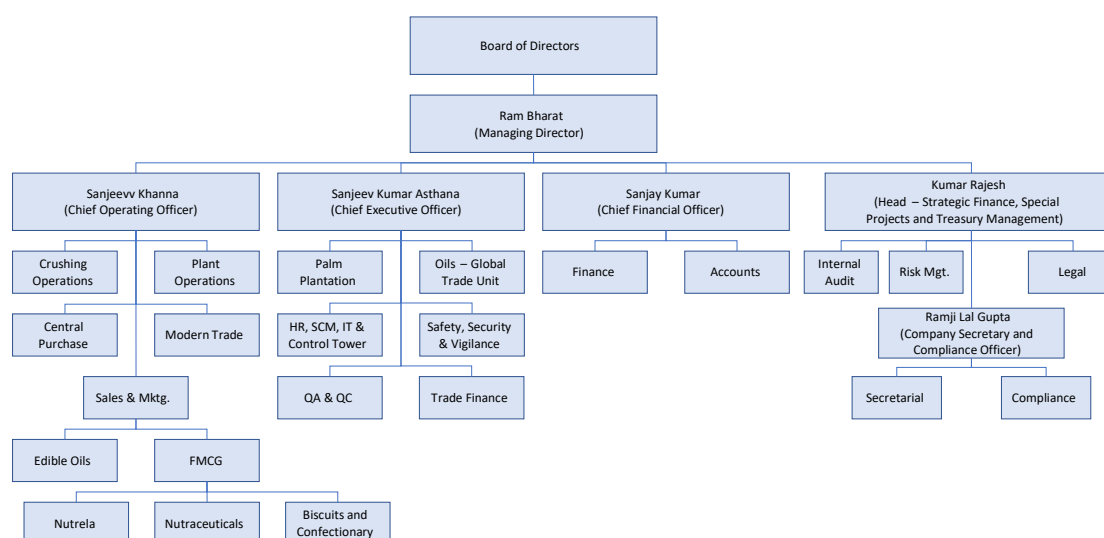 Board of Directors
Ram Bharat
(Managing Director)
Sanjeevv Khanna
(Chief Operating Officer)
Sanjeev Kumar Asthana
(Chief Executive Officer)
Sanjay Kumar
(Chief Financial Officer)
Kumar Rajesh
(Head – Strategic Finance, Special
Projects and Treasury Management)
Crushing
Operations
Plant
Operations
Palm
Plantation
Oils – Global
Trade Unit
Finance
Accounts
Internal
Audit
Risk Mgt.
Legal
Central
Purchase
Modern Trade
HR, SCM, IT &
Control Tower
Safety, Security
& Vigilance
Ramji Lal Gupta
(Company Secretary and
Compliance Officer)
Sales & Mktg.
QA & QC
Trade Finance
Secretarial
Compliance
Edible Oils
FMCG
Nutrela
Nutraceuticals
Biscuits and
Confectionary